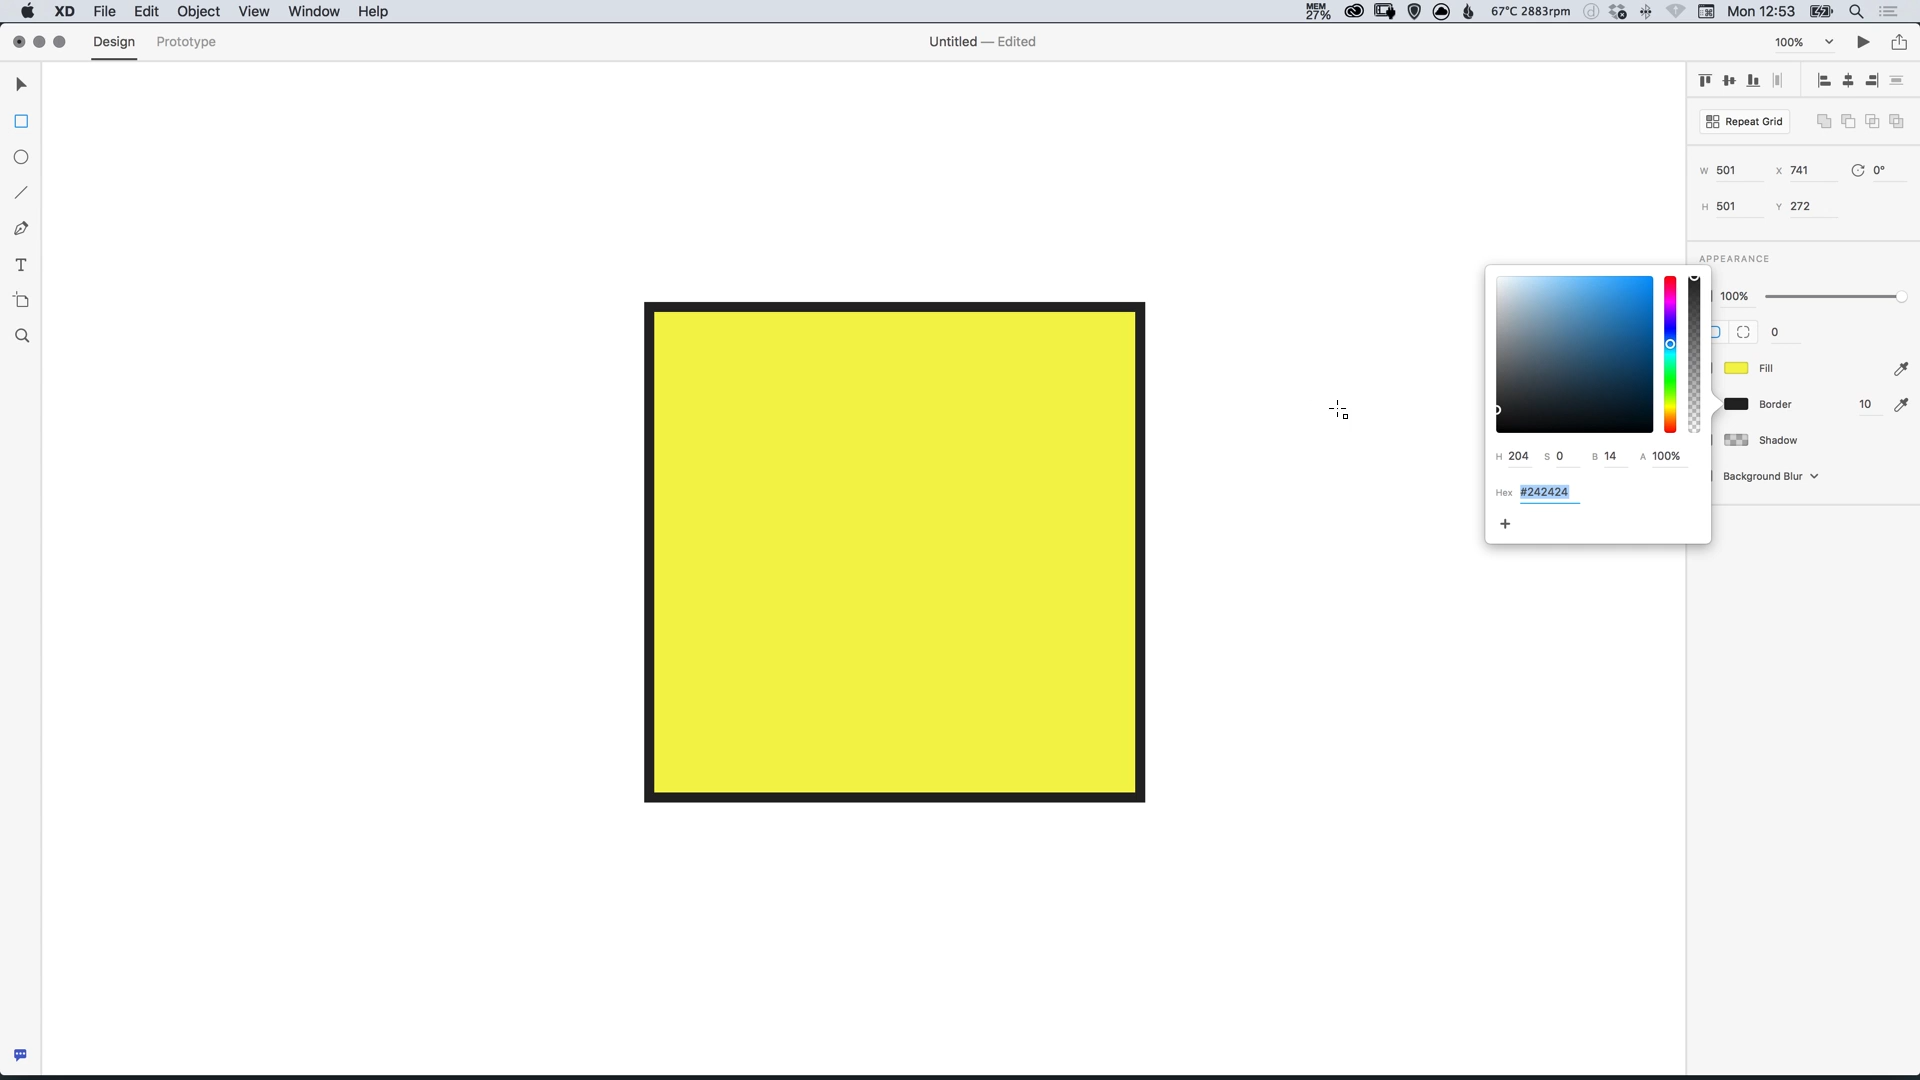 XD File Edit Object View Window Help MEM 27% 67°C 2883rpm Mon 12:53
Design Prototype Untitled — Edited 100%
Repeat Grid
W 501 X 741 0°
H 501 Y 272
APPEARANCE
100%
0
Fill
Border 10
Shadow
H 204 S 0 B 14 A 100%
Background Blur
Hex #242424